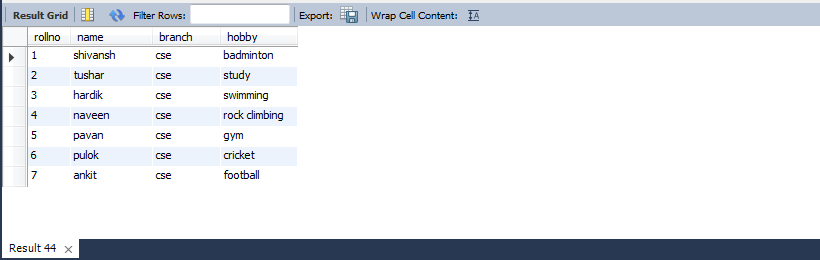 Result Grid Filter Rows: Export: Wrap Cell Content:
rollno name branch hobby
1 shivansh cse badminton
2 tushar cse study
3 hardik cse swimming
4 naveen cse rock climbing
5 pavan cse gym
6 pulok cse cricket
7 ankit cse football
Result 44